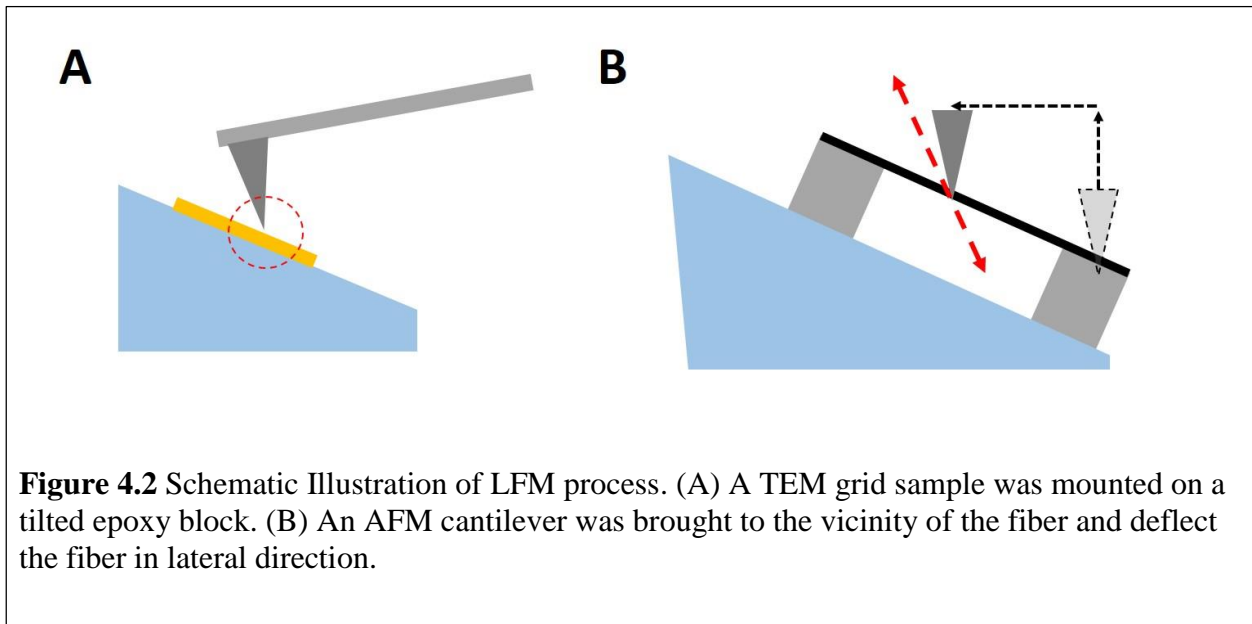 A
B
Figure 4.2 Schematic Illustration of LFM process. (A) A TEM grid sample was mounted on a
tilted epoxy block. (B) An AFM cantilever was brought to the vicinity of the fiber and deflect
the fiber in lateral direction.